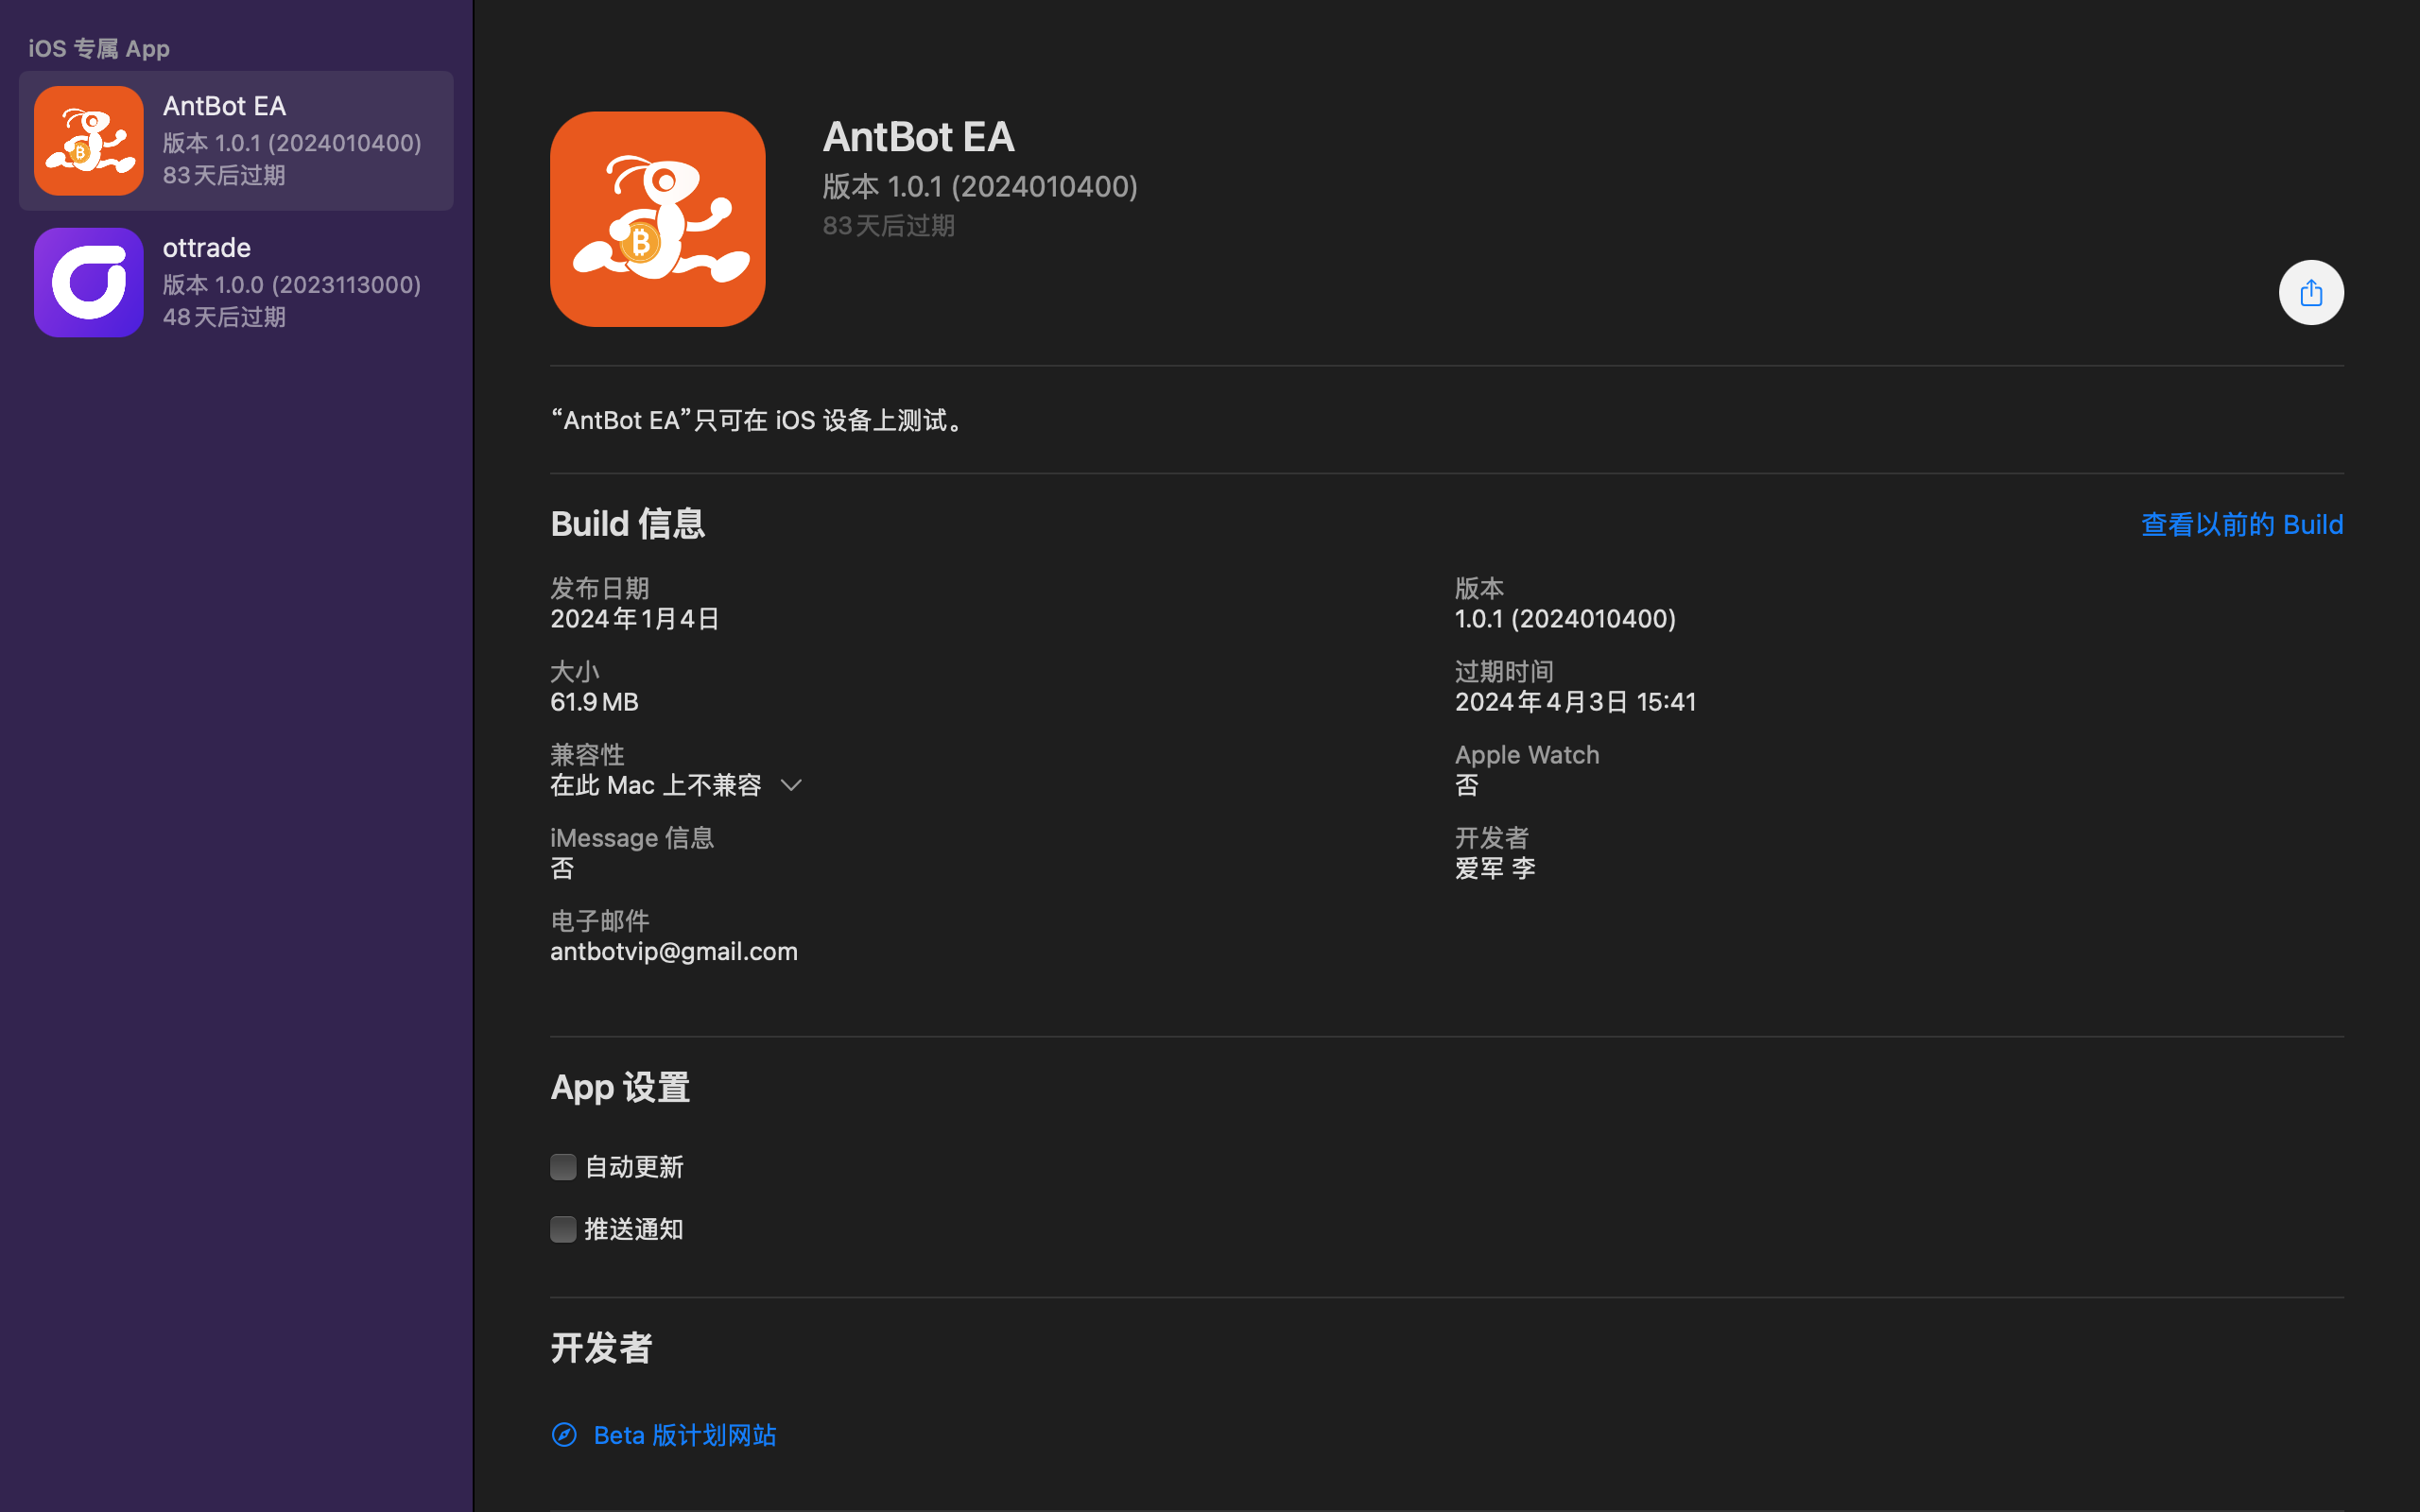 iOS 专属 App
AntBot EA
版本 1.0.1 (2024010400)
83天后过期
ottrade
版本 1.0.0 (2023113000)
48天后过期
AntBot EA
版本 1.0.1 (2024010400)
83天后过期
“AntBot EA”只可在 iOS 设备上测试。
Build 信息
查看以前的 Build
发布日期
2024年1月4日
版本
1.0.1 (2024010400)
大小
61.9 MB
过期时间
2024年4月3日 15:41
兼容性
在此 Mac 上不兼容
Apple Watch
否
iMessage 信息
否
开发者
爱军 李
电子邮件
antbotvip@gmail.com
App 设置
自动更新
推送通知
开发者
Beta 版计划网站